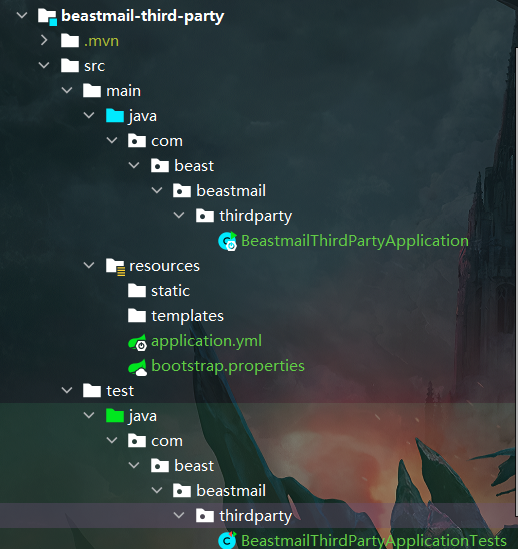 beastmail-third-party
.mvn
src
main
java
com
beast
beastmail
thirdparty
BeastmailThirdPartyApplication
resources
static
templates
application.yml
bootstrap.properties
test
java
com
beast
beastmail
thirdparty
BeastmailThirdPartyApplicationTests